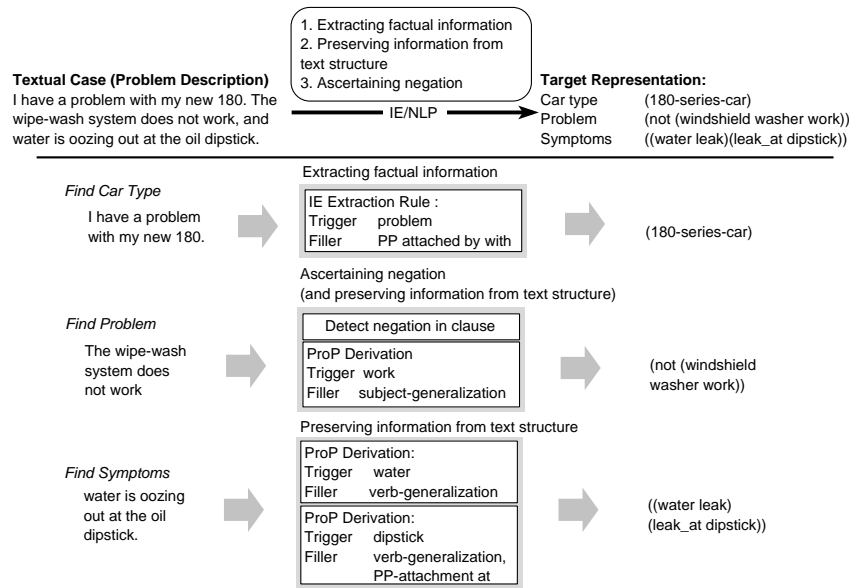 1. Extracting factual information
2. Preserving information from
text structure
3. Ascertaining negation
Textual Case (Problem Description)
I have a problem with my new 180. The
wipe-wash system does not work, and
water is oozing out at the oil dipstick.
IE/NLP
Target Representation:
Car type (180-series-car)
Problem (not (windshield washer work))
Symptoms ((water leak)(leak_at dipstick))
Extracting factual information
Find Car Type
I have a problem
with my new 180.
IE Extraction Rule :
Trigger problem
Filler PP attached by with
(180-series-car)
Ascertaining negation
(and preserving information from text structure)
Find Problem
The wipe-wash
system does
not work
Detect negation in clause
ProP Derivation
Trigger work
Filler subject-generalization
(not (windshield
washer work))
Preserving information from text structure
Find Symptoms
water is oozing
out at the oil
dipstick.
ProP Derivation:
Trigger water
Filler verb-generalization
ProP Derivation:
Trigger dipstick
Filler verb-generalization,
PP-attachment at
((water leak)
(leak_at dipstick))